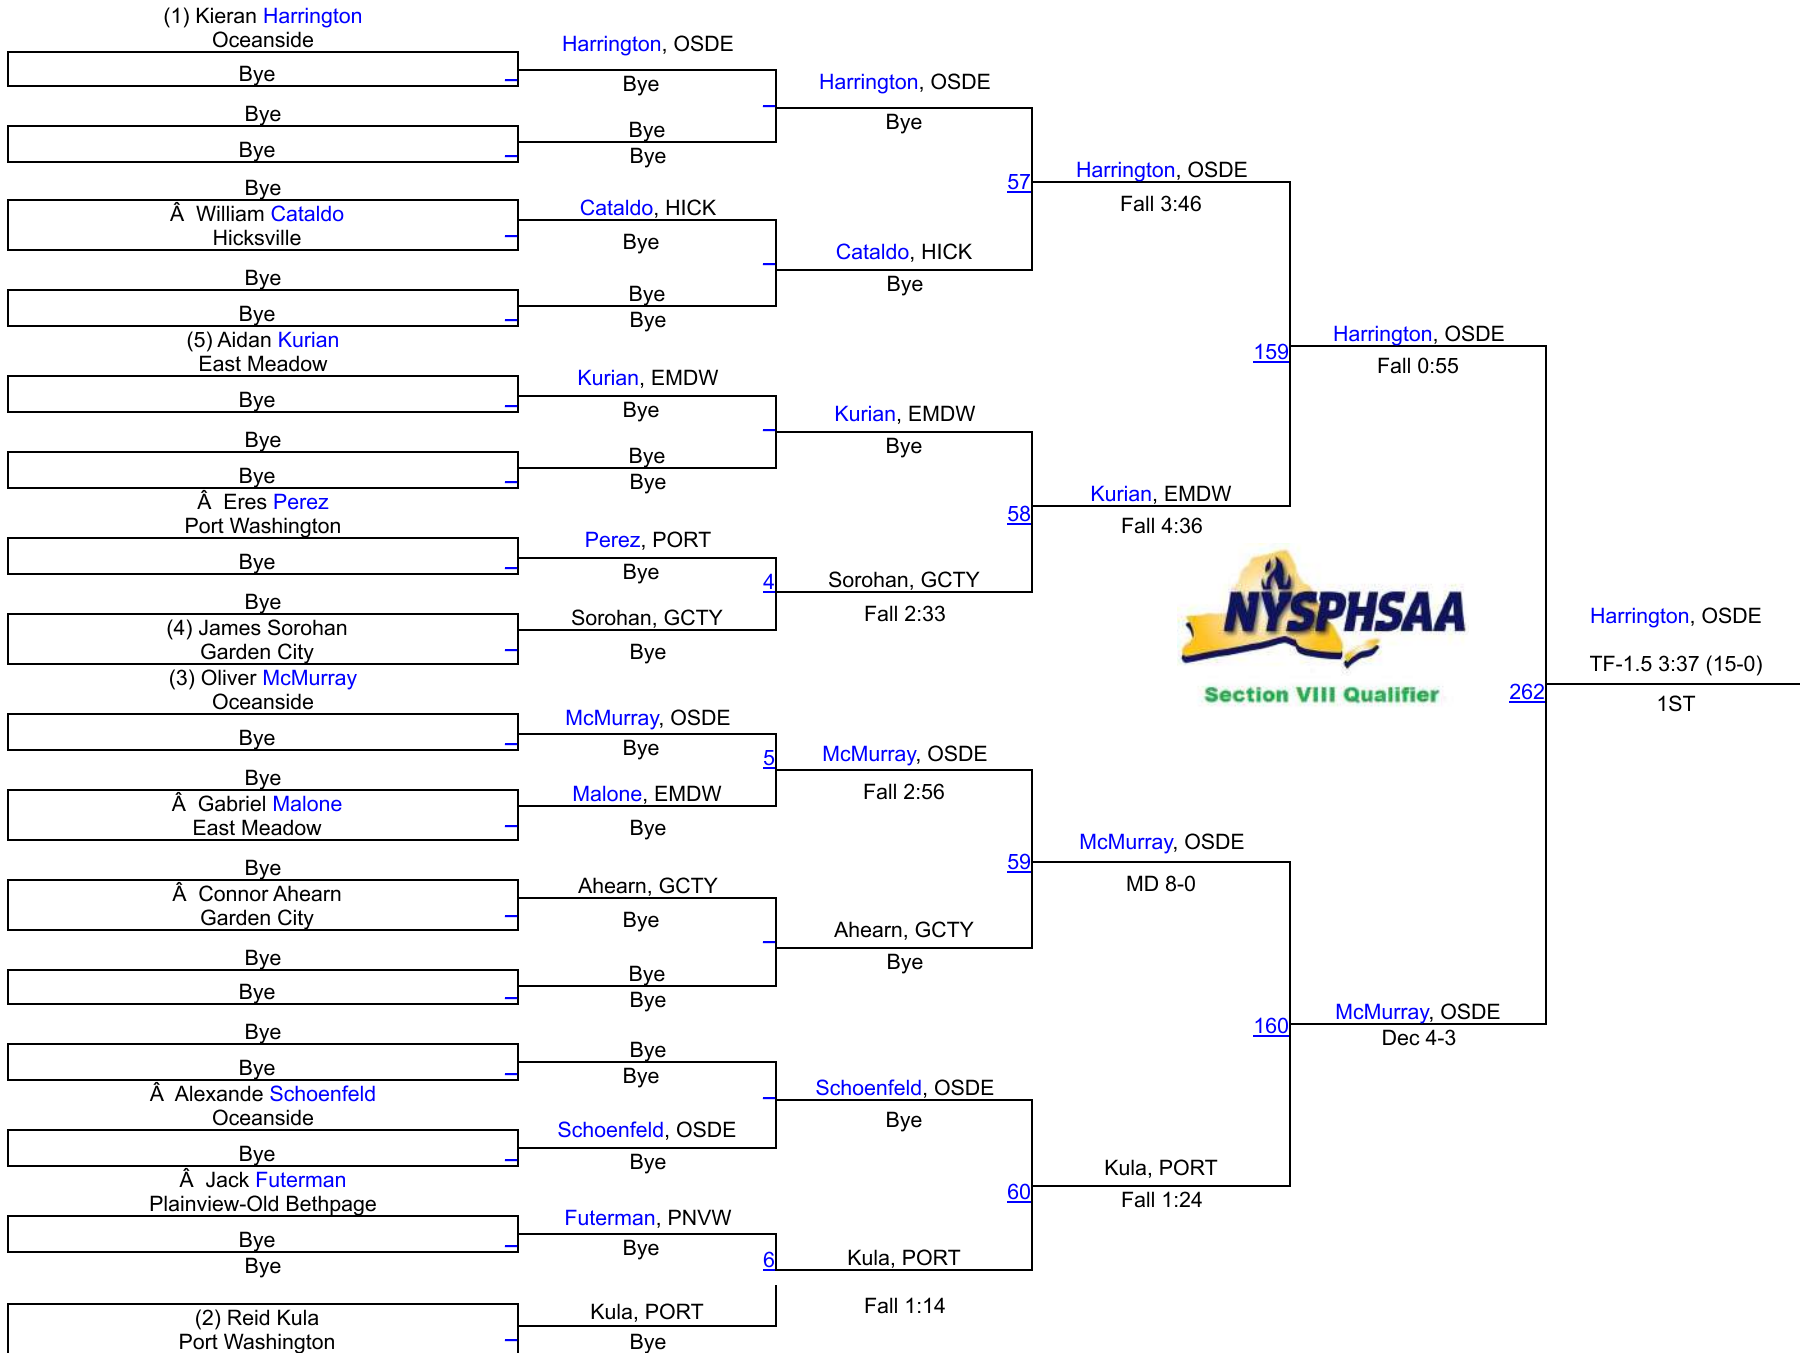 (1) Kieran Harrington
Oceanside
Bye
Bye
Bye
Bye
Â  William Cataldo
Hicksville
Bye
Bye
(5) Aidan Kurian
East Meadow
Bye
Bye
Bye
Â  Eres Perez
Port Washington
Bye
Bye
(4) James Sorohan
Garden City
(3) Oliver McMurray
Oceanside
Bye
Bye
Â  Gabriel Malone
East Meadow
Bye
Â  Connor Ahearn
Garden City
Bye
Bye
Bye
Bye
Â  Alexande Schoenfeld
Oceanside
Bye
Â  Jack Futerman
Plainview-Old Bethpage
Bye
Bye
(2) Reid Kula
Port Washington
Harrington, OSDE
Bye
Bye
Bye
Cataldo, HICK
Bye
Bye
Bye
Kurian, EMDW
Bye
Bye
Bye
Perez, PORT
Bye
4
Sorohan, GCTY
Bye
McMurray, OSDE
Bye
5
Malone, EMDW
Bye
Ahearn, GCTY
Bye
Bye
Bye
Bye
Bye
Schoenfeld, OSDE
Bye
Futerman, PNVW
Bye
6
Kula, PORT
Bye
Harrington, OSDE
Bye
57
Cataldo, HICK
Bye
Kurian, EMDW
Bye
58
Sorohan, GCTY
Fall 2:33
McMurray, OSDE
Fall 2:56
59
Ahearn, GCTY
Bye
Schoenfeld, OSDE
Bye
60
Kula, PORT
Fall 1:14
Harrington, OSDE
Fall 3:46
159
Kurian, EMDW
Fall 4:36
McMurray, OSDE
MD 8-0
160
Kula, PORT
Fall 1:24
Harrington, OSDE
Fall 0:55
NYSPHSAA
Section VIII Qualifier
262
McMurray, OSDE
Dec 4-3
Harrington, OSDE
TF-1.5 3:37 (15-0)
1ST